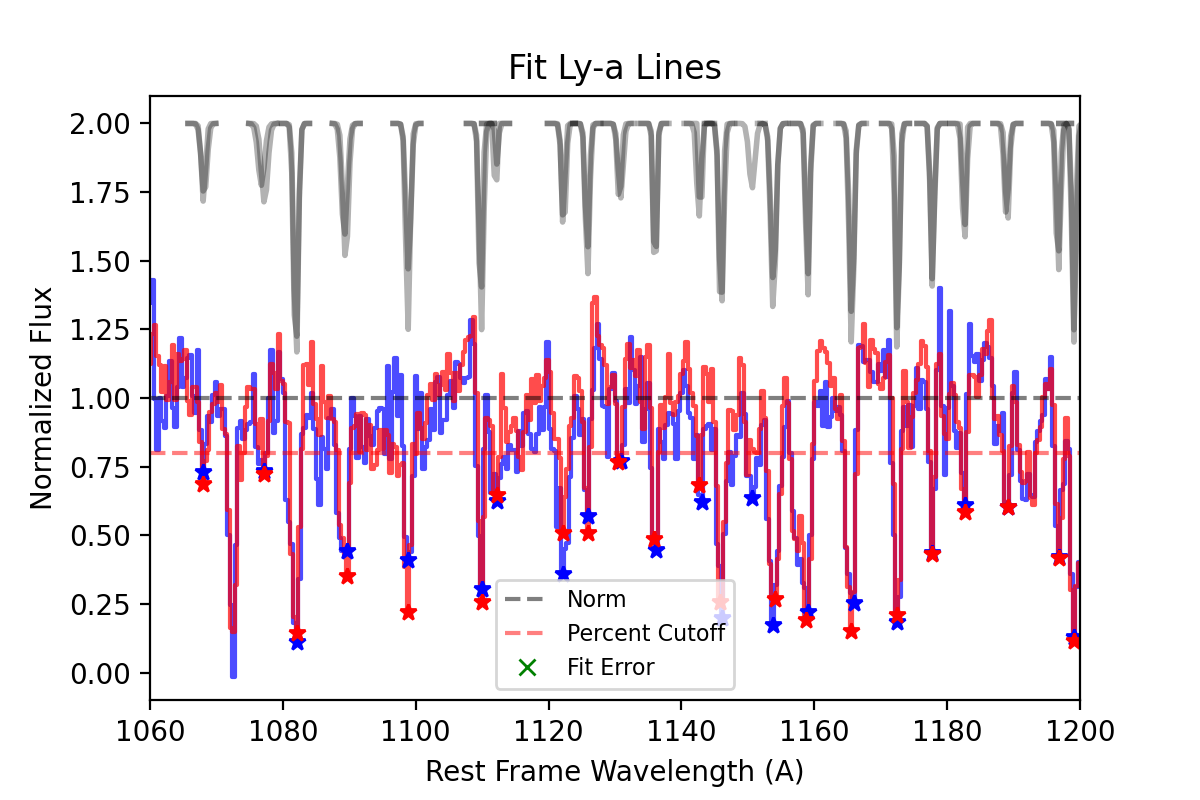 Fit Ly-a Lines
Normalized Flux
2.00
1.75
1.50
1.25
1.00
0.75
0.50
0.25
0.00
Norm
Percent Cutoff
Fit Error
1060 1080 1100 1120 1140 1160 1180 1200
Rest Frame Wavelength (A)